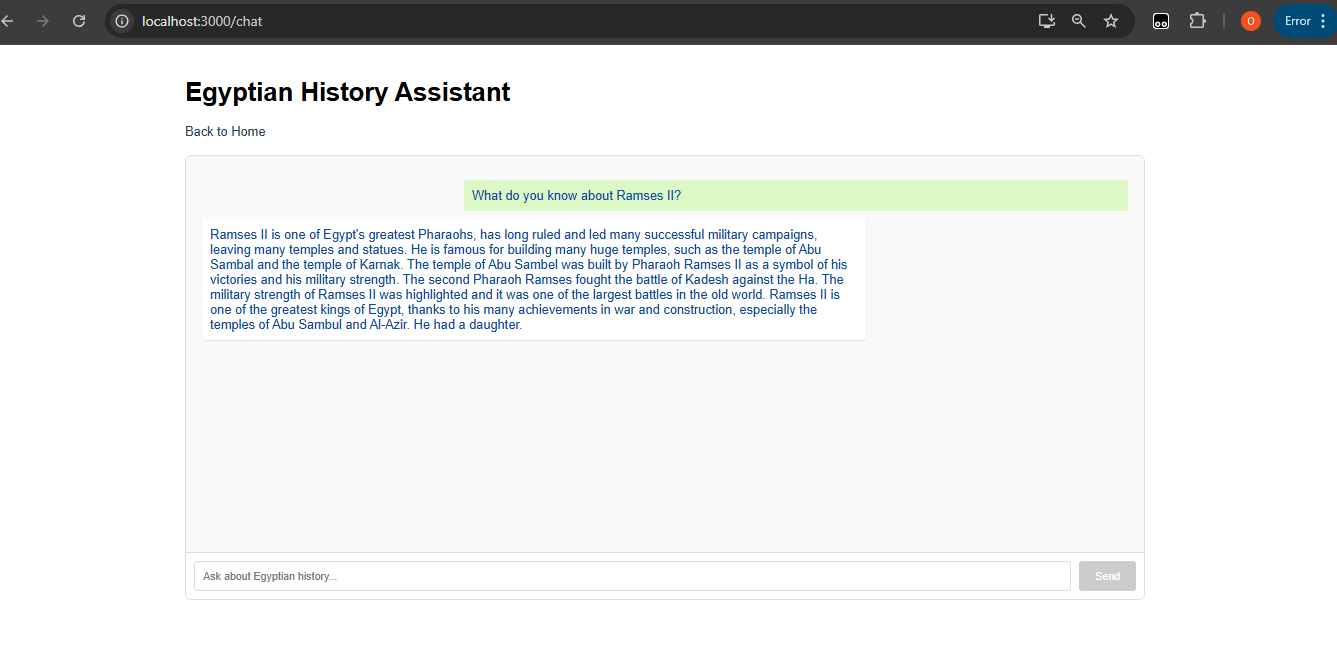 localhost:3000/chat
O
Error
Egyptian History Assistant
Back to Home
What do you know about Ramses II?
Ramses II is one of Egypt's greatest Pharaohs, has long ruled and led many successful military campaigns,
leaving many temples and statues. He is famous for building many huge temples, such as the temple of Abu
Sambal and the temple of Karnak. The temple of Abu Sambel was built by Pharaoh Ramses II as a symbol of his
victories and his military strength. The second Pharaoh Ramses fought the battle of Kadesh against the Ha. The
military strength of Ramses II was highlighted and it was one of the largest battles in the old world. Ramses II is
one of the greatest kings of Egypt, thanks to his many achievements in war and construction, especially the
temples of Abu Sambul and Al-Azir. He had a daughter.
Ask about Egyptian history...
Send